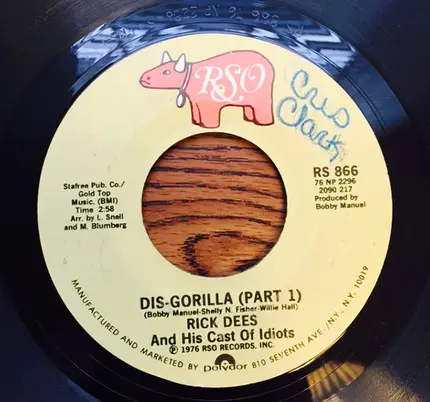 RSO
Cris
Clark
RS 866
76 NP 2296
2090 217
Produced by
Bobby Manuel
Stafree Pub. Co./
Gold Top
Music, (BMI)
Time 2:58
Arr. by L. Snell
and M. Blumberg
DIS-GORILLA (PART 1)
(Bobby Manuel-Shelly N. Fisher-Willie Hall)
RICK DEES
And His Cast Of Idiots
℗ 1976 RSO RECORDS, INC.
MANUFACTURED AND MARKETED BY Polydor 810 SEVENTH AVE./N.Y., N.Y. 10019